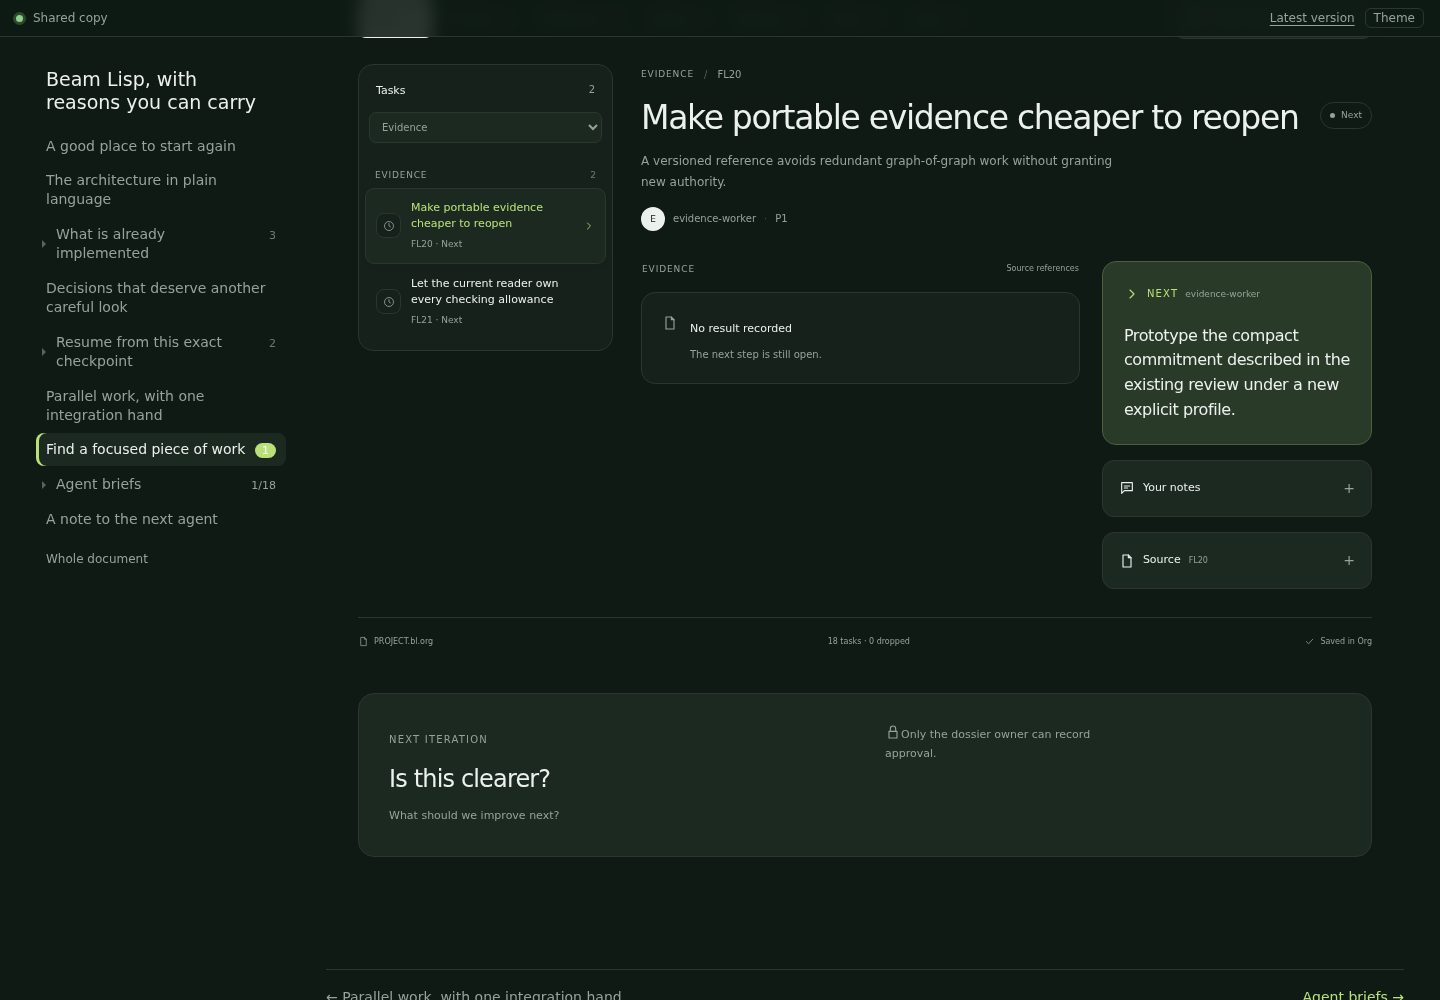 Shared copy
Latest version
Theme
Beam Lisp, with
reasons you can carry
A good place to start again
The architecture in plain
language
What is already
implemented
3
Decisions that deserve another
careful look
Resume from this exact
checkpoint
2
Parallel work, with one
integration hand
Find a focused piece of work
1
Agent briefs
1/18
A note to the next agent
Whole document
Tasks
2
Evidence
EVIDENCE
2
Make portable evidence
cheaper to reopen
FL20 · Next
Let the current reader own
every checking allowance
FL21 · Next
EVIDENCE / FL20
Make portable evidence cheaper to reopen
Next
A versioned reference avoids redundant graph-of-graph work without granting
new authority.
E
evidence-worker · P1
EVIDENCE
Source references
No result recorded
The next step is still open.
NEXT evidence-worker
Prototype the compact
commitment described in the
existing review under a new
explicit profile.
Your notes
+
Source FL20
+
PROJECT.bl.org
18 tasks · 0 dropped
Saved in Org
NEXT ITERATION
Is this clearer?
What should we improve next?
Only the dossier owner can record
approval.
← Parallel work, with one integration hand
Agent briefs →